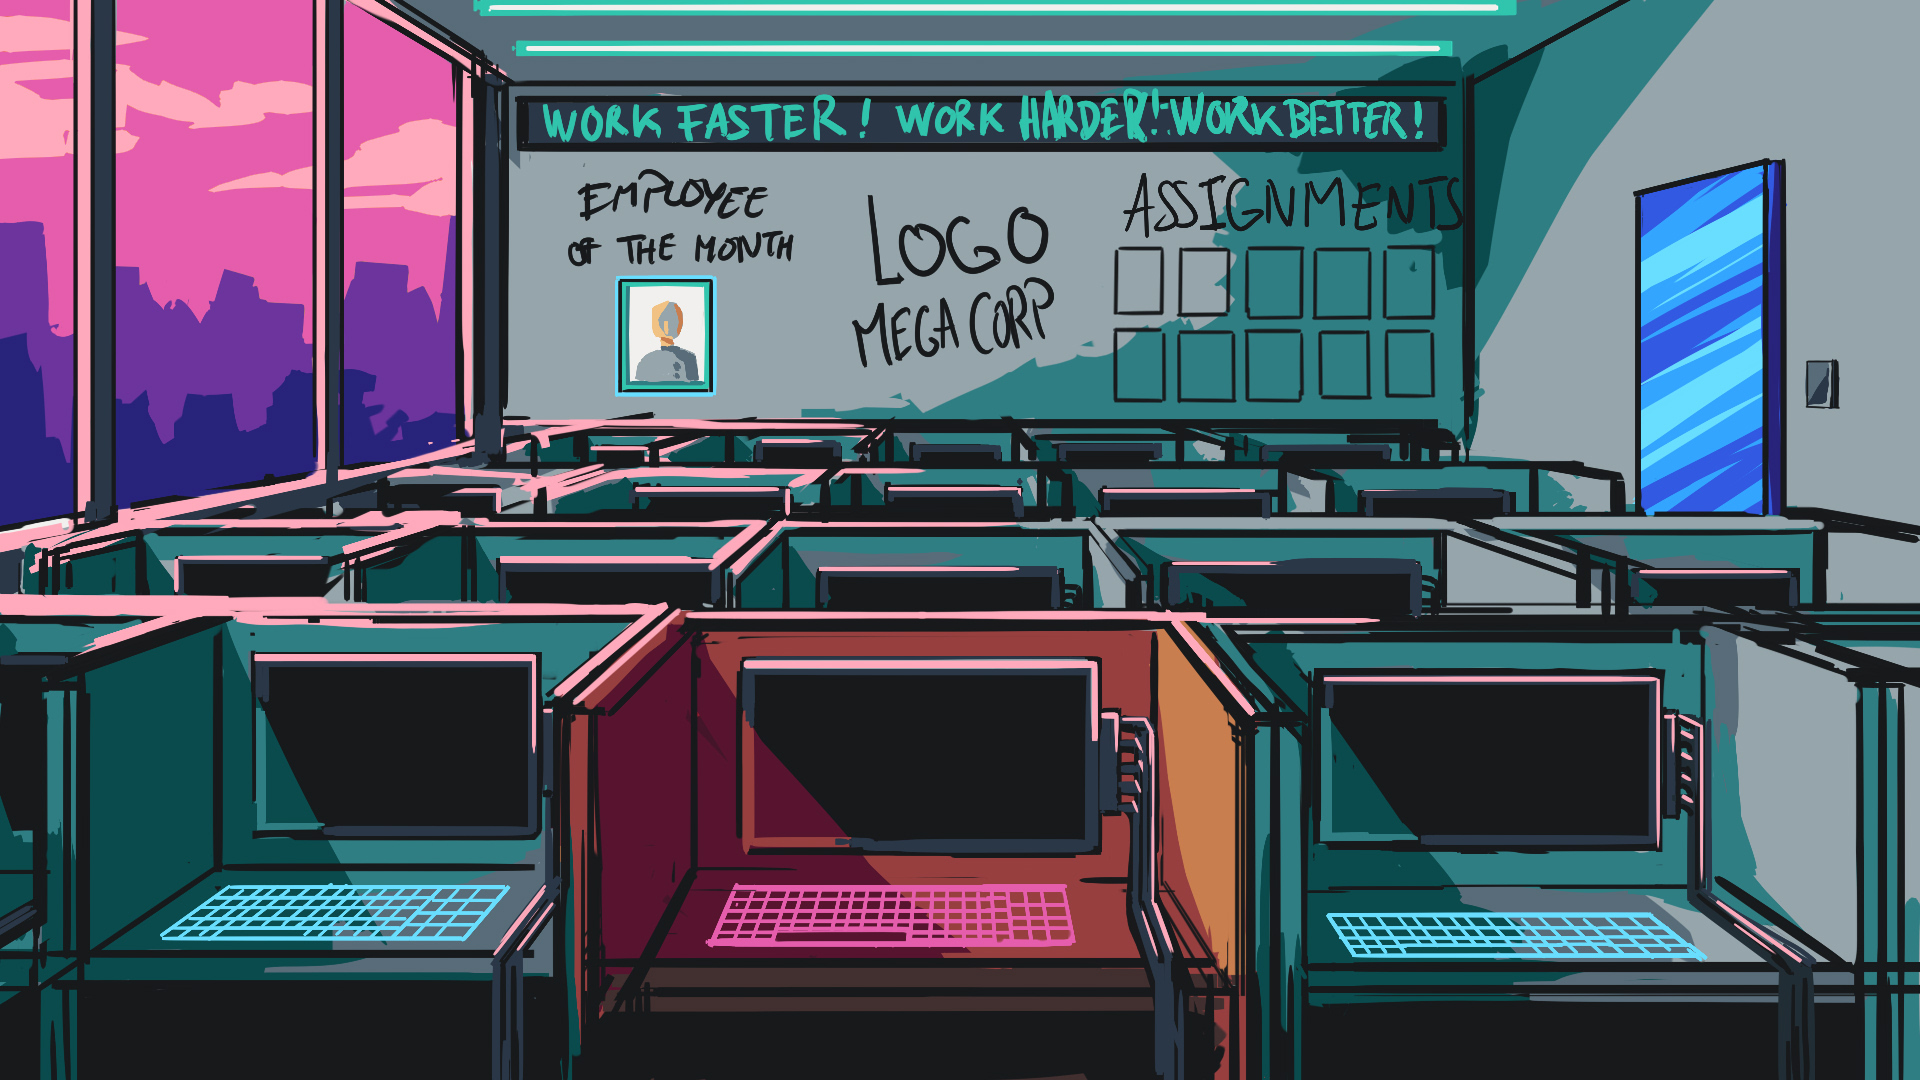 WORK FASTER! WORK HARDER! WORK BETTER!
EMPLOYEE
OF THE MONTH
LOGO
MEGA CORP
ASSIGNMENTS